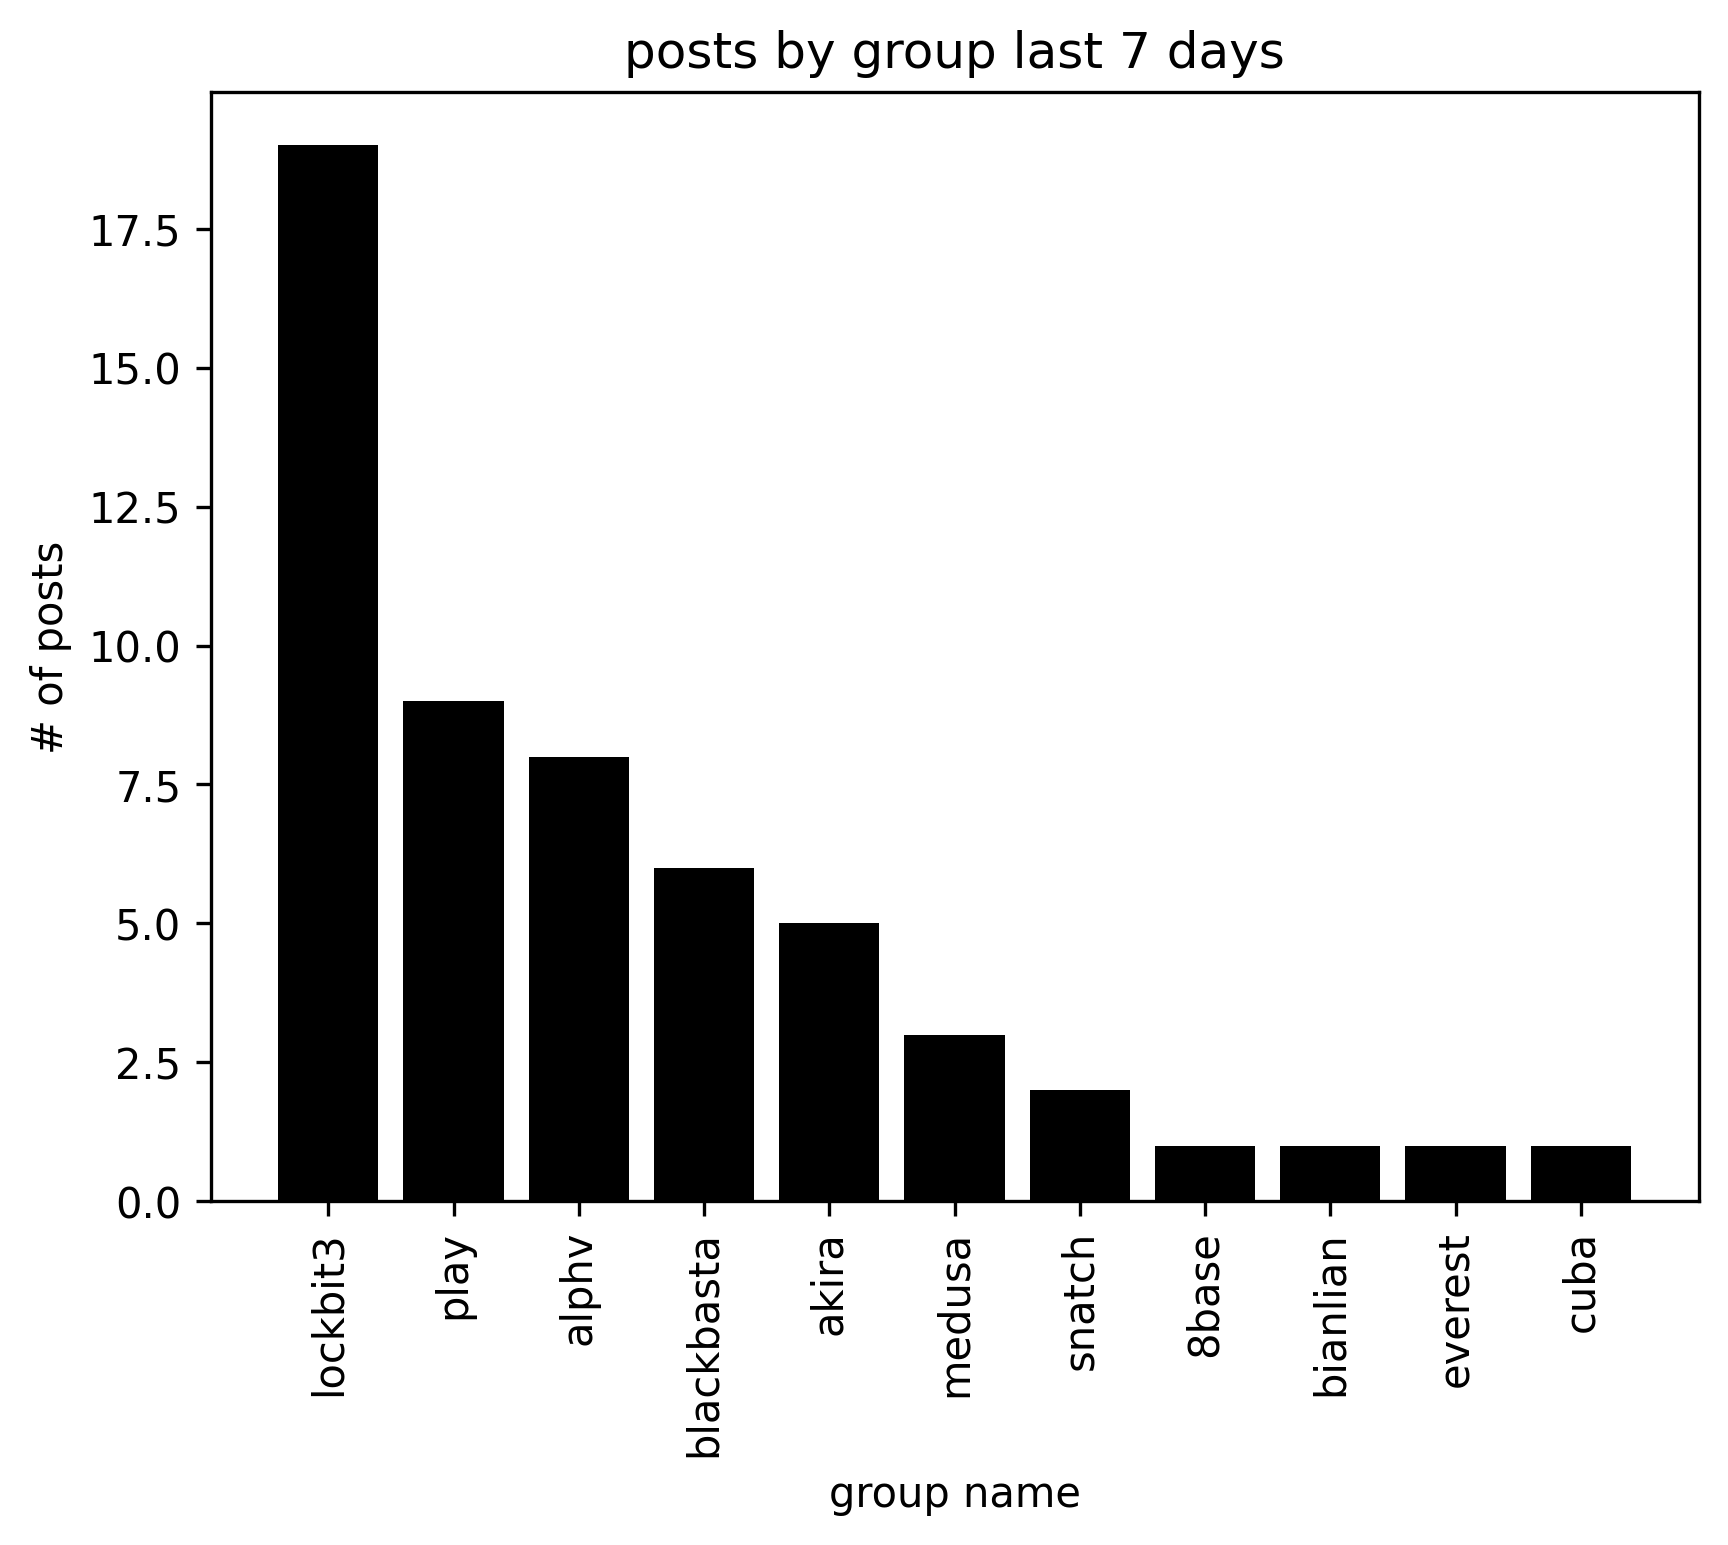 posts by group last 7 days
# of posts
17.5
15.0
12.5
10.0
7.5
5.0
2.5
0.0
lockbit3
play
alphv
blackbasta
akira
medusa
snatch
8base
bianlian
everest
cuba
group name